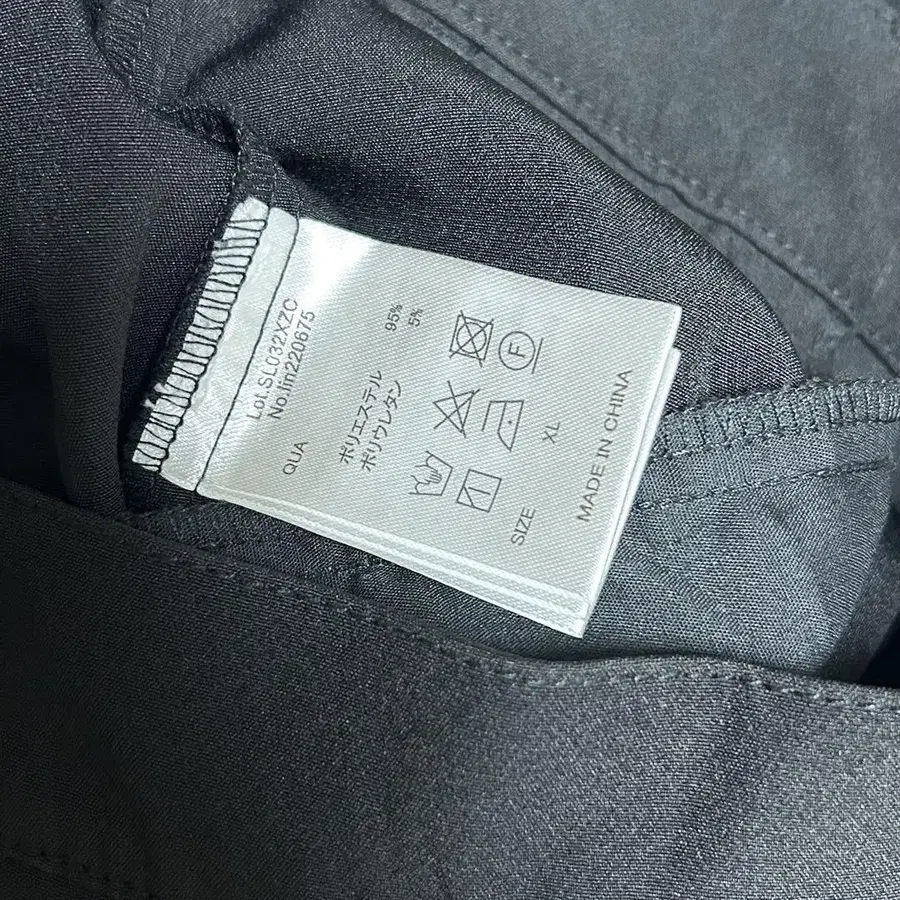 Lot.SL032XZC
No.lin220675
QUA
ポリエステル 95%
ポリウレタン 5%
F
SIZE XL
MADE IN CHINA